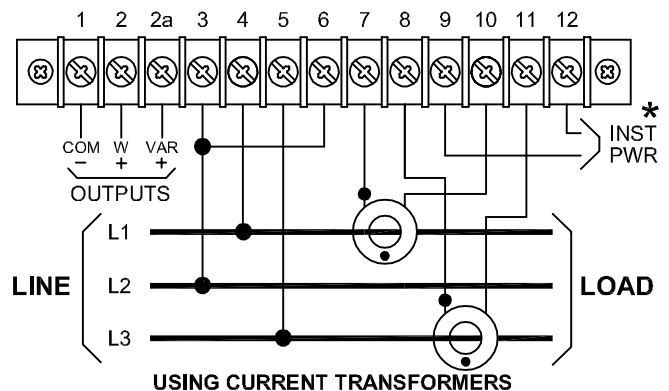 1 2 2a 3 4 5 6 7 8 9 10 11 12
*
COM W VAR INST
− + + PWR
OUTPUTS
L1
LINE L2 LOAD
L3
USING CURRENT TRANSFORMERS